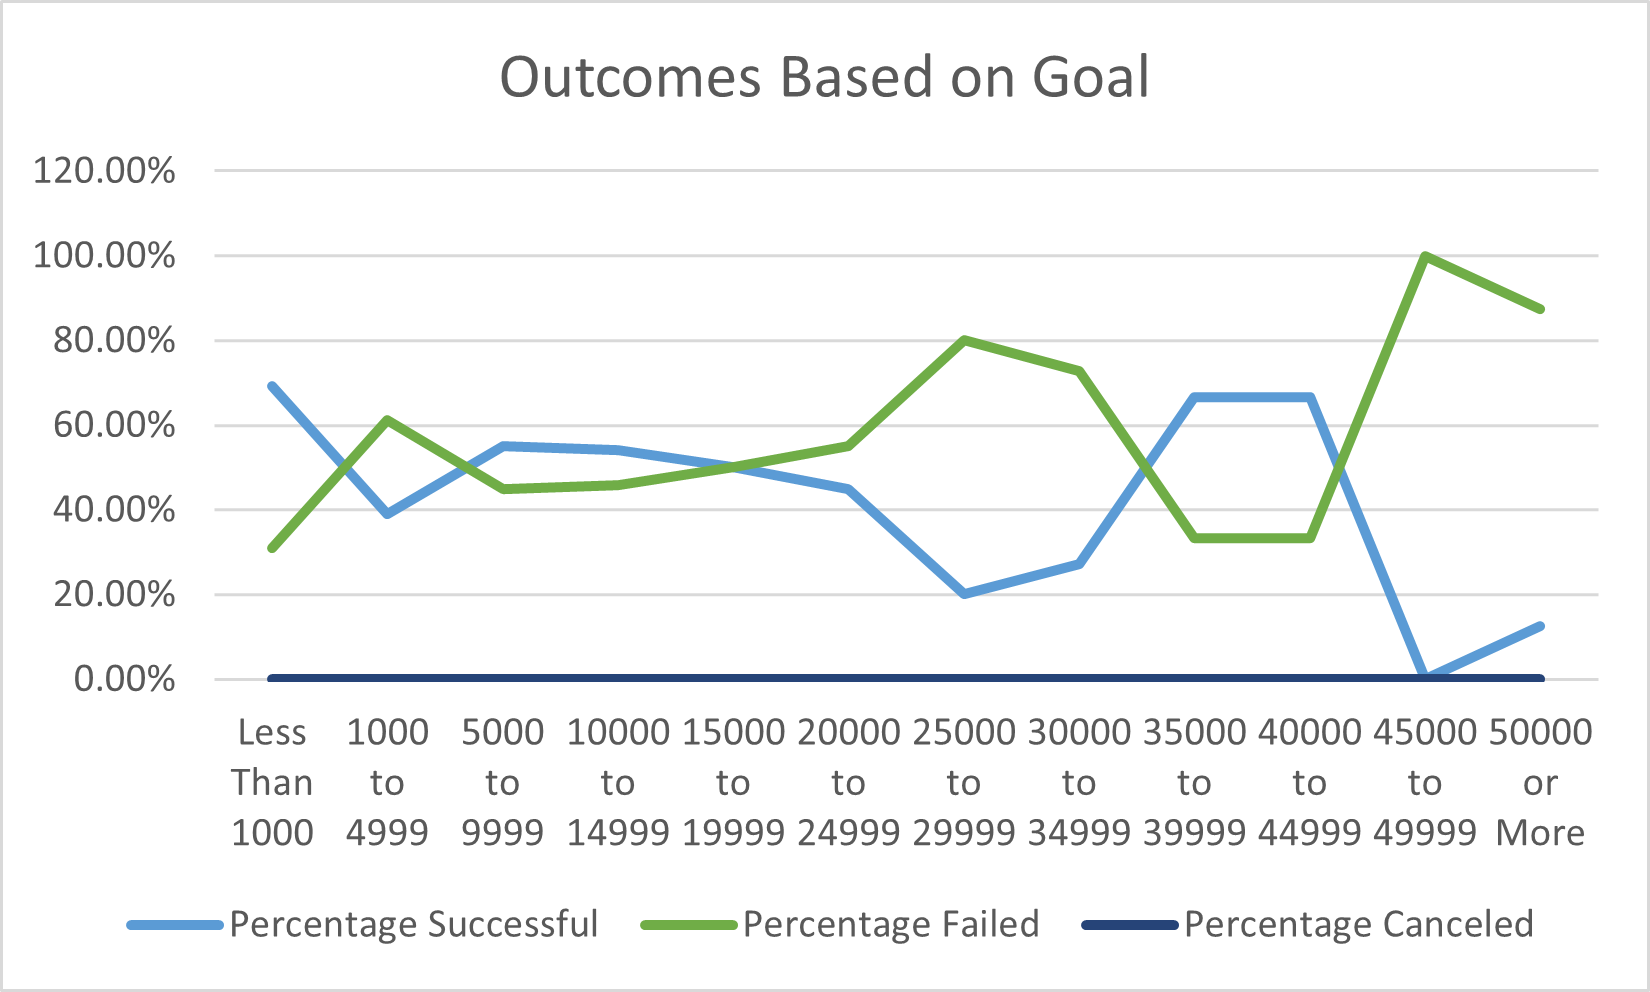 Outcomes Based on Goal
120.00%
100.00%
80.00%
60.00%
40.00%
20.00%
0.00%
Less Than 1000
1000 to 4999
5000 to 9999
10000 to 14999
15000 to 19999
20000 to 24999
25000 to 29999
30000 to 34999
35000 to 39999
40000 to 44999
45000 to 49999
50000 or More
Percentage Successful
Percentage Failed
Percentage Canceled